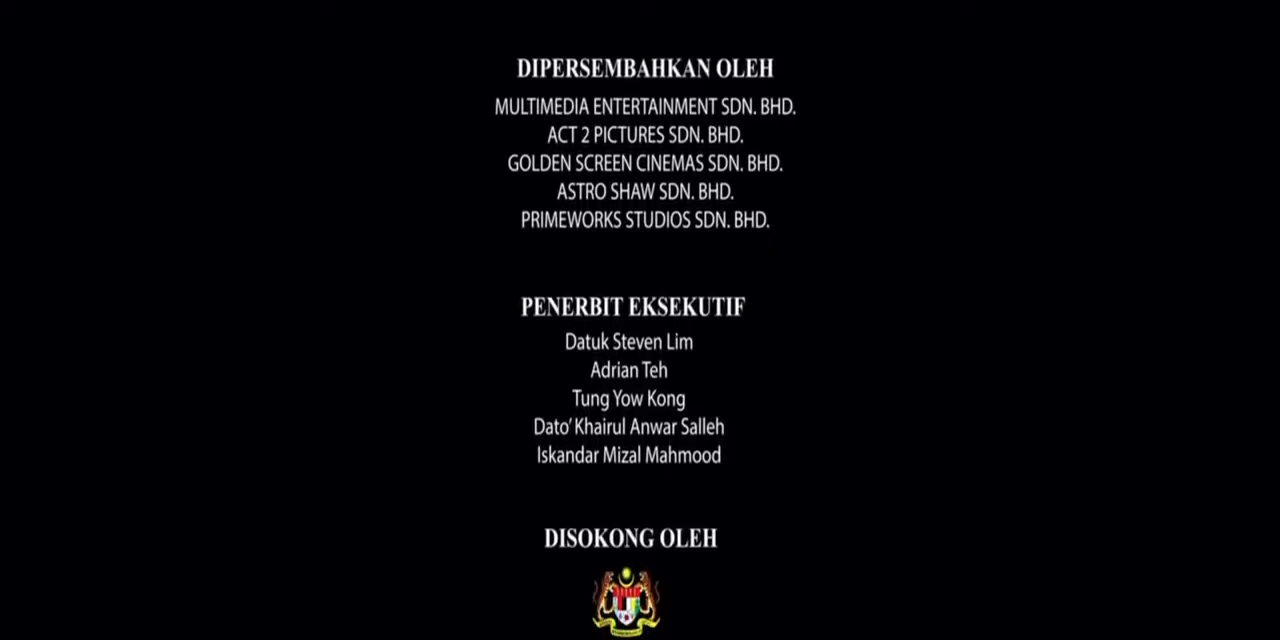 DIPERSEMBAHKAN OLEH
MULTIMEDIA ENTERTAINMENT SDN. BHD.
ACT 2 PICTURES SDN. BHD.
GOLDEN SCREEN CINEMAS SDN. BHD.
ASTRO SHAW SDN. BHD.
PRIMEWORKS STUDIOS SDN. BHD.
PENERBIT EKSEKUTIF
Datuk Steven Lim
Adrian Teh
Tung Yow Kong
Dato’ Khairul Anwar Salleh
Iskandar Mizal Mahmood
DISOKONG OLEH